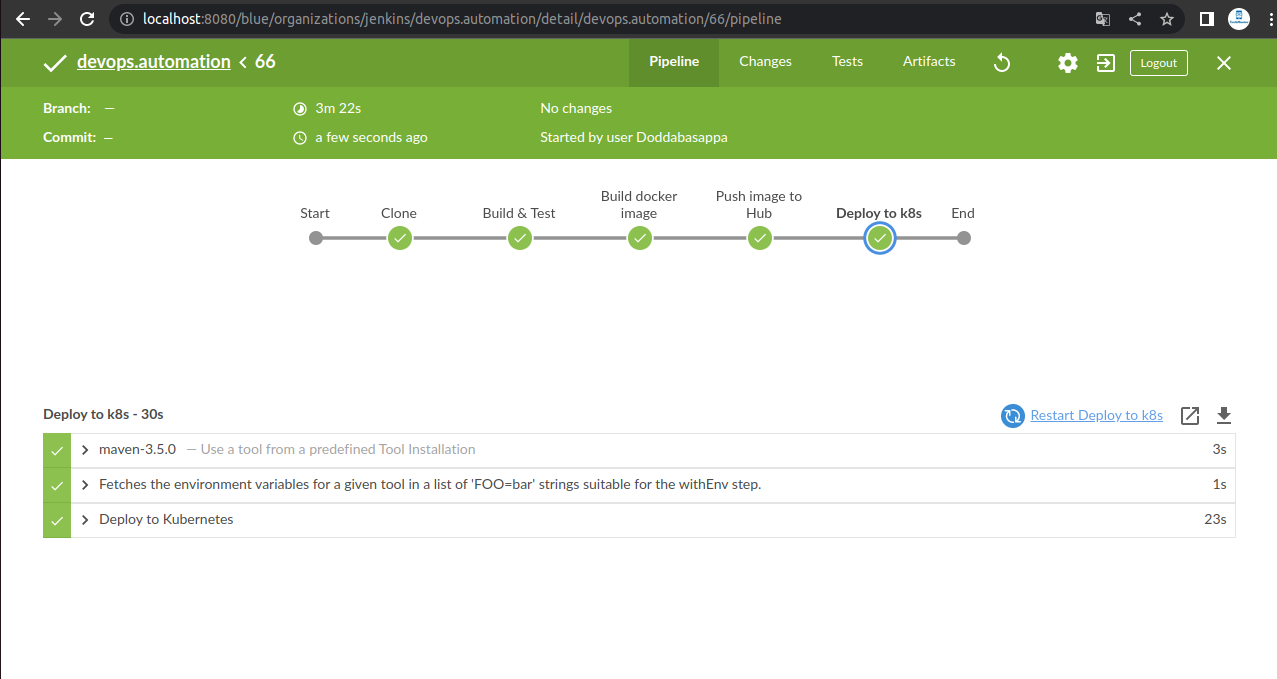 localhost:8080/blue/organizations/jenkins/devops.automation/detail/devops.automation/66/pipeline
devops.automation < 66
Pipeline Changes Tests Artifacts Logout
Branch: — 3m 22s No changes
Commit: — a few seconds ago Started by user Doddabasappa
Build docker Push image to
Start Clone Build & Test image Hub Deploy to k8s End
Deploy to k8s - 30s Restart Deploy to k8s
maven-3.5.0 — Use a tool from a predefined Tool Installation 3s
Fetches the environment variables for a given tool in a list of 'FOO=bar' strings suitable for the withEnv step. 1s
Deploy to Kubernetes 23s